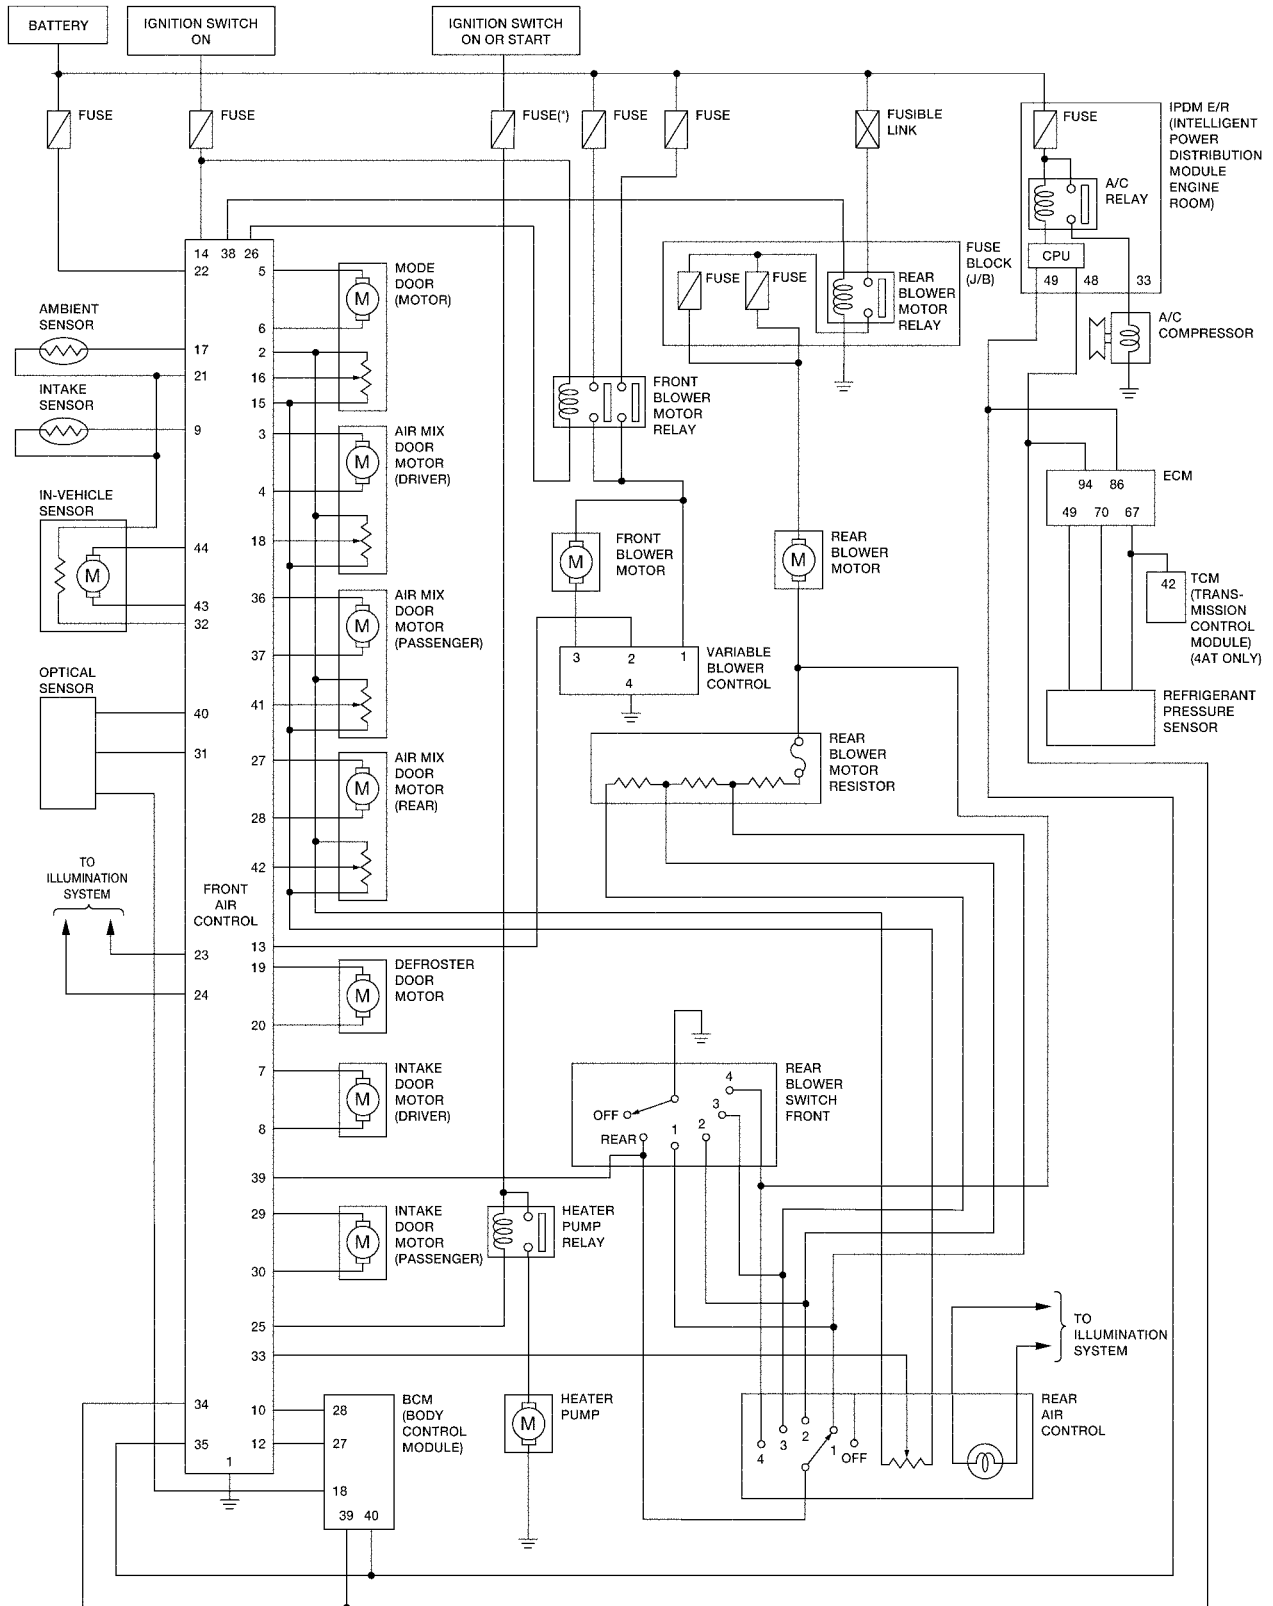 BATTERY
IGNITION SWITCH
ON
IGNITION SWITCH
ON OR START
FUSE
FUSE
FUSE(*)
FUSE
FUSE
FUSIBLE
LINK
FUSE
IPDM E/R
(INTELLIGENT
POWER
DISTRIBUTION
MODULE
ENGINE
ROOM)
A/C
RELAY
CPU
49
48
33
14
38
26
22
5
6
MODE
DOOR
(MOTOR)
M
FUSE
FUSE
REAR
BLOWER
MOTOR
RELAY
FUSE
BLOCK
(J/B)
A/C
COMPRESSOR
AMBIENT
SENSOR
17
21
2
16
15
INTAKE
SENSOR
9
FRONT
BLOWER
MOTOR
RELAY
3
4
18
AIR MIX
DOOR
MOTOR
(DRIVER)
M
ECM
94
86
49
70
67
IN-VEHICLE
SENSOR
M
44
43
32
FRONT
BLOWER
MOTOR
M
REAR
BLOWER
MOTOR
M
42
TCM
(TRANS-
MISSION
CONTROL
MODULE)
(4AT ONLY)
36
37
41
AIR MIX
DOOR
MOTOR
(PASSENGER)
M
3
2
1
4
VARIABLE
BLOWER
CONTROL
OPTICAL
SENSOR
40
31
REFRIGERANT
PRESSURE
SENSOR
27
28
42
AIR MIX
DOOR
MOTOR
(REAR)
M
REAR
BLOWER
MOTOR
RESISTOR
TO
ILLUMINATION
SYSTEM
FRONT
AIR
CONTROL
23
24
13
19
20
DEFROSTER
DOOR
MOTOR
M
7
8
INTAKE
DOOR
MOTOR
(DRIVER)
M
REAR
BLOWER
SWITCH
FRONT
4
3
OFF
REAR
1
2
39
29
30
INTAKE
DOOR
MOTOR
(PASSENGER)
M
HEATER
PUMP
RELAY
25
33
TO
ILLUMINATION
SYSTEM
34
35
10
12
1
28
27
18
39
40
BCM
(BODY
CONTROL
MODULE)
HEATER
PUMP
M
REAR
AIR
CONTROL
4
3
2
1
OFF